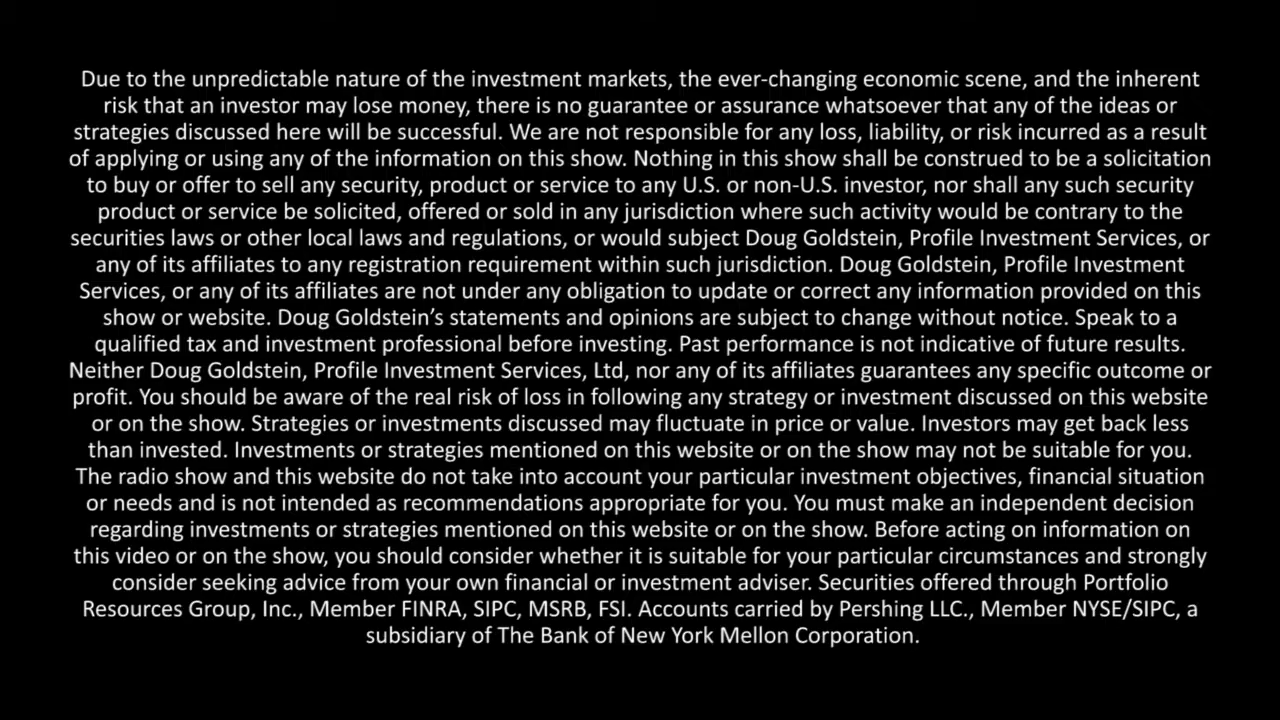 Due to the unpredictable nature of the investment markets, the ever-changing economic scene, and the inherent
risk that an investor may lose money, there is no guarantee or assurance whatsoever that any of the ideas or
strategies discussed here will be successful. We are not responsible for any loss, liability, or risk incurred as a result
of applying or using any of the information on this show. Nothing in this show shall be construed to be a solicitation
to buy or offer to sell any security, product or service to any U.S. or non-U.S. investor, nor shall any such security
product or service be solicited, offered or sold in any jurisdiction where such activity would be contrary to the
securities laws or other local laws and regulations, or would subject Doug Goldstein, Profile Investment Services, or
any of its affiliates to any registration requirement within such jurisdiction. Doug Goldstein, Profile Investment
Services, or any of its affiliates are not under any obligation to update or correct any information provided on this
show or website. Doug Goldstein’s statements and opinions are subject to change without notice. Speak to a
qualified tax and investment professional before investing. Past performance is not indicative of future results.
Neither Doug Goldstein, Profile Investment Services, Ltd, nor any of its affiliates guarantees any specific outcome or
profit. You should be aware of the real risk of loss in following any strategy or investment discussed on this website
or on the show. Strategies or investments discussed may fluctuate in price or value. Investors may get back less
than invested. Investments or strategies mentioned on this website or on the show may not be suitable for you.
The radio show and this website do not take into account your particular investment objectives, financial situation
or needs and is not intended as recommendations appropriate for you. You must make an independent decision
regarding investments or strategies mentioned on this website or on the show. Before acting on information on
this video or on the show, you should consider whether it is suitable for your particular circumstances and strongly
consider seeking advice from your own financial or investment adviser. Securities offered through Portfolio
Resources Group, Inc., Member FINRA, SIPC, MSRB, FSI. Accounts carried by Pershing LLC., Member NYSE/SIPC, a
subsidiary of The Bank of New York Mellon Corporation.